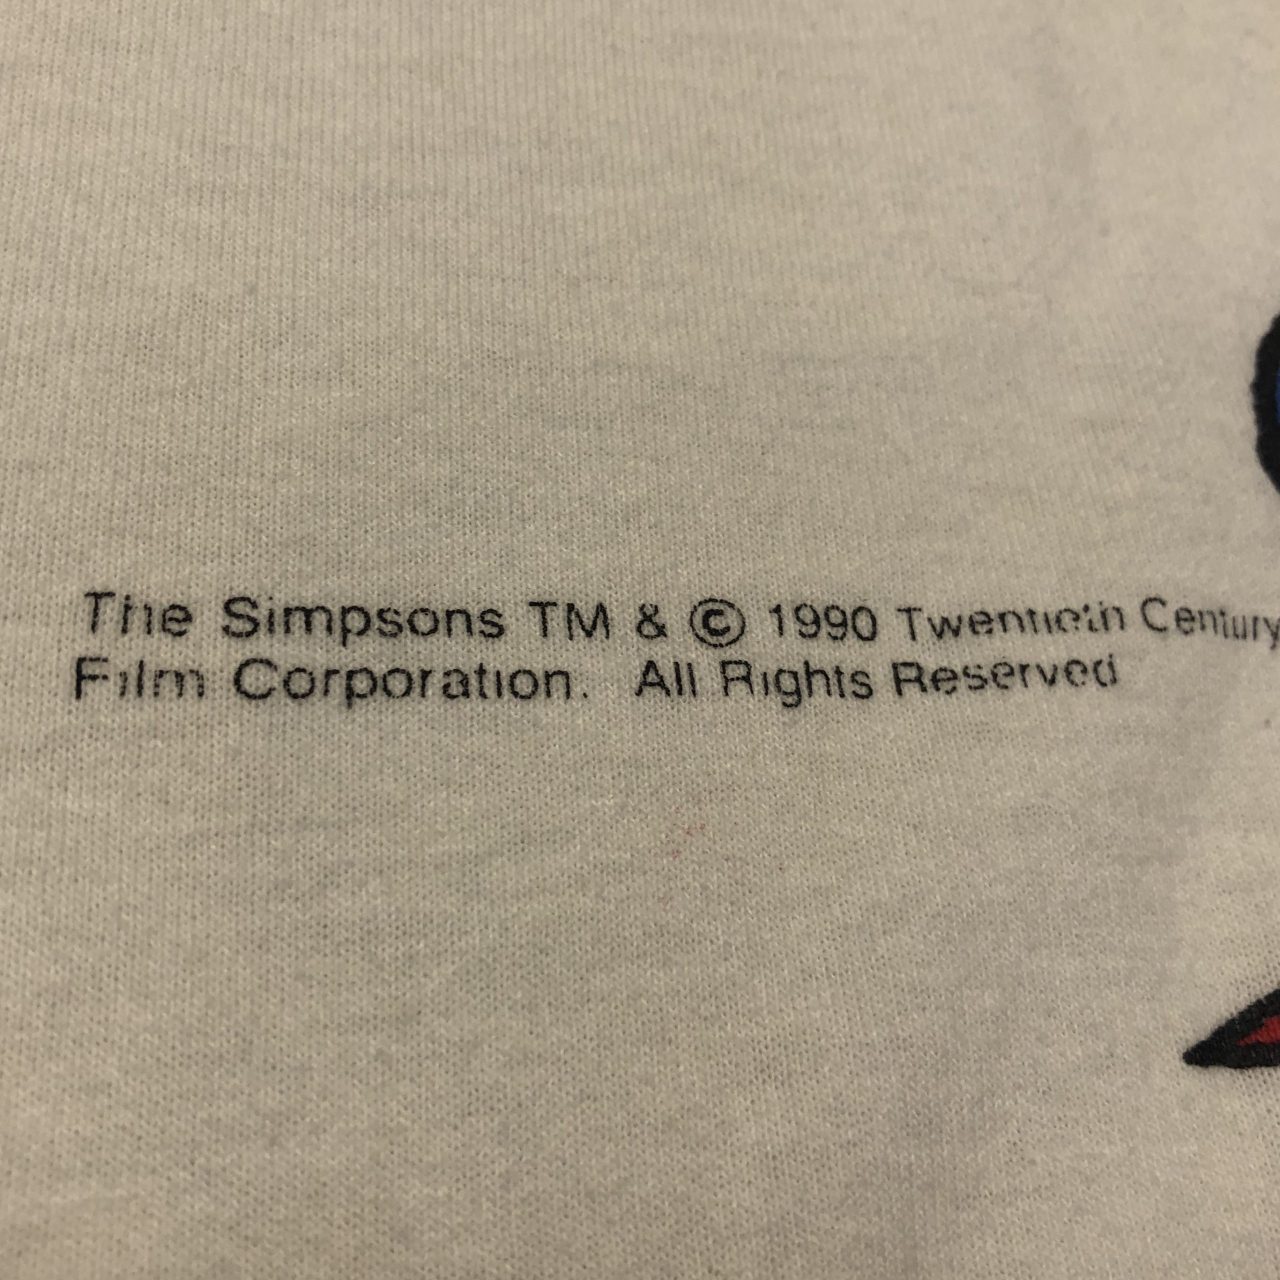 The Simpsons TM & © 1990 Twentieth Century
Film Corporation. All Rights Reserved